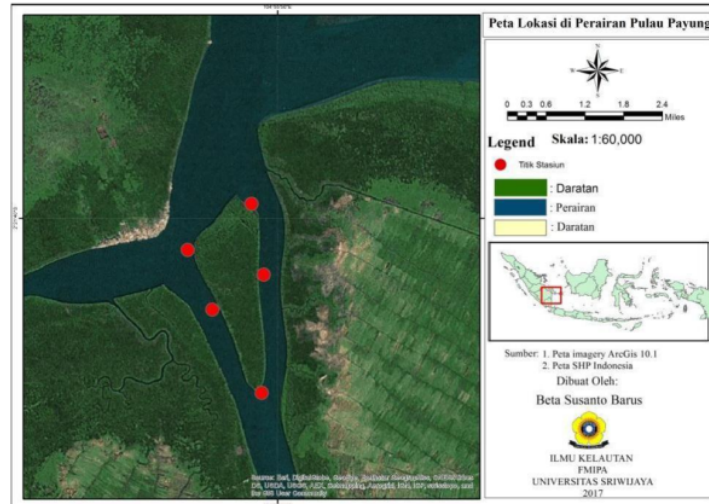 Peta Lokasi di Perairan Pulau Payung
N
W
E
S
0 0.3 0.6 1.2 1.8 2.4
Miles
Legend Skala: 1:60,000
Titik Stasiun
: Daratan
: Perairan
: Daratan
Sumber: 1. Peta imagery ArcGis 10.1
2. Peta SHP Indonesia
Dibuat Oleh:
Beta Susanto Barus
ILMU KELAUTAN
FMIPA
UNIVERSITAS SRIWIJAYA
2017